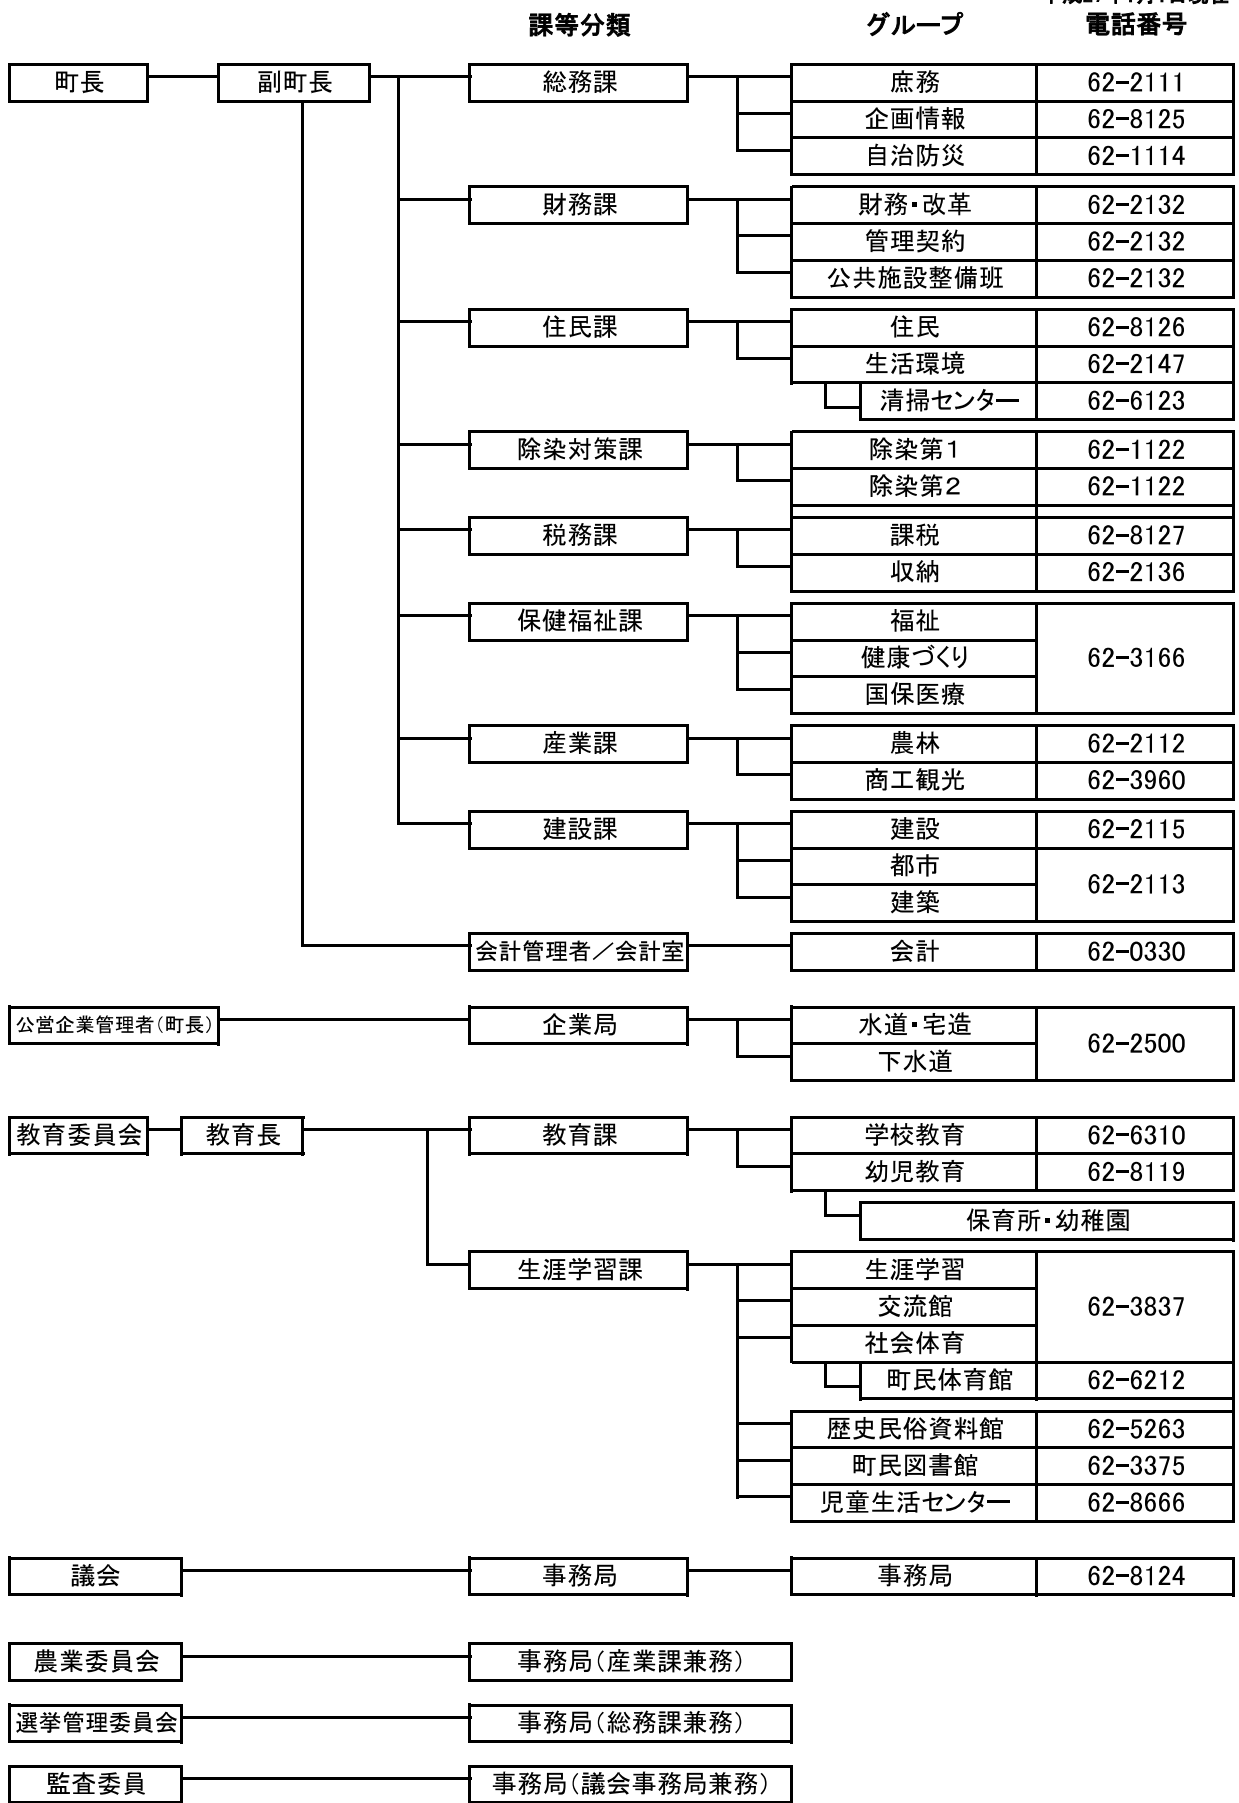 課等分類 グループ 電話番号
町長 副町長 総務課 庶務 62-2111
企画情報 62-8125
自治防災 62-1114
財務課 財務・改革 62-2132
管理契約 62-2132
公共施設整備班 62-2132
住民課 住民 62-8126
生活環境 62-2147
清掃センター 62-6123
除染対策課 除染第1 62-1122
除染第2 62-1122
税務課 課税 62-8127
収納 62-2136
保健福祉課 福祉
健康づくり 62-3166
国保医療
産業課 農林 62-2112
商工観光 62-3960
建設課 建設 62-2115
都市 62-2113
建築
会計管理者/会計室 会計 62-0330
公営企業管理者(町長) 企業局 水道・宅造 62-2500
下水道
教育委員会 教育長 教育課 学校教育 62-6310
幼児教育 62-8119
保育所・幼稚園
生涯学習課 生涯学習
交流館 62-3837
社会体育
町民体育館 62-6212
歴史民俗資料館 62-5263
町民図書館 62-3375
児童生活センター 62-8666
議会 事務局 事務局 62-8124
農業委員会 事務局(産業課兼務)
選挙管理委員会 事務局(総務課兼務)
監査委員 事務局(議会事務局兼務)